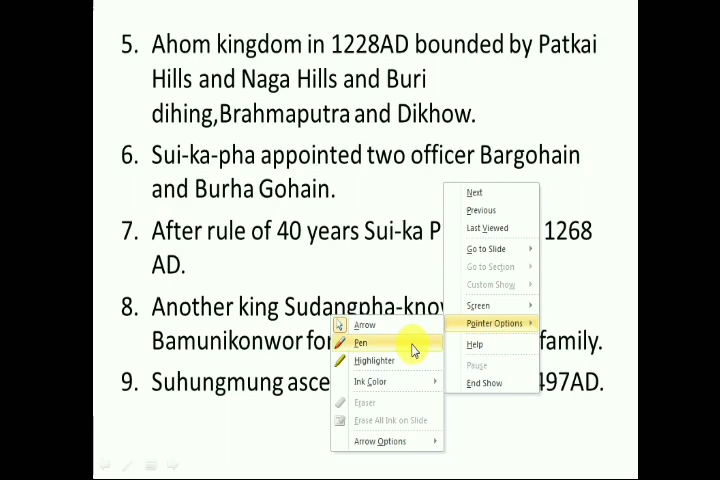 5. Ahom kingdom in 1228AD bounded by Patkai
Hills and Naga Hills and Buri
dihing,Brahmaputra and Dikhow.
6. Sui-ka-pha appointed two officer Bargohain
and Burha Gohain.
7. After rule of 40 years Sui-ka P 1268
AD.
8. Another king Sudangpha-know
Bamunikonwor for family.
9. Suhungmung asce 497AD.
Next
Previous
Last Viewed
Go to Slide
Go to Section
Custom Show
Screen
Pointer Options
Help
Pause
End Show
Arrow
Pen
Highlighter
Ink Color
Eraser
Erase All Ink on Slide
Arrow Options